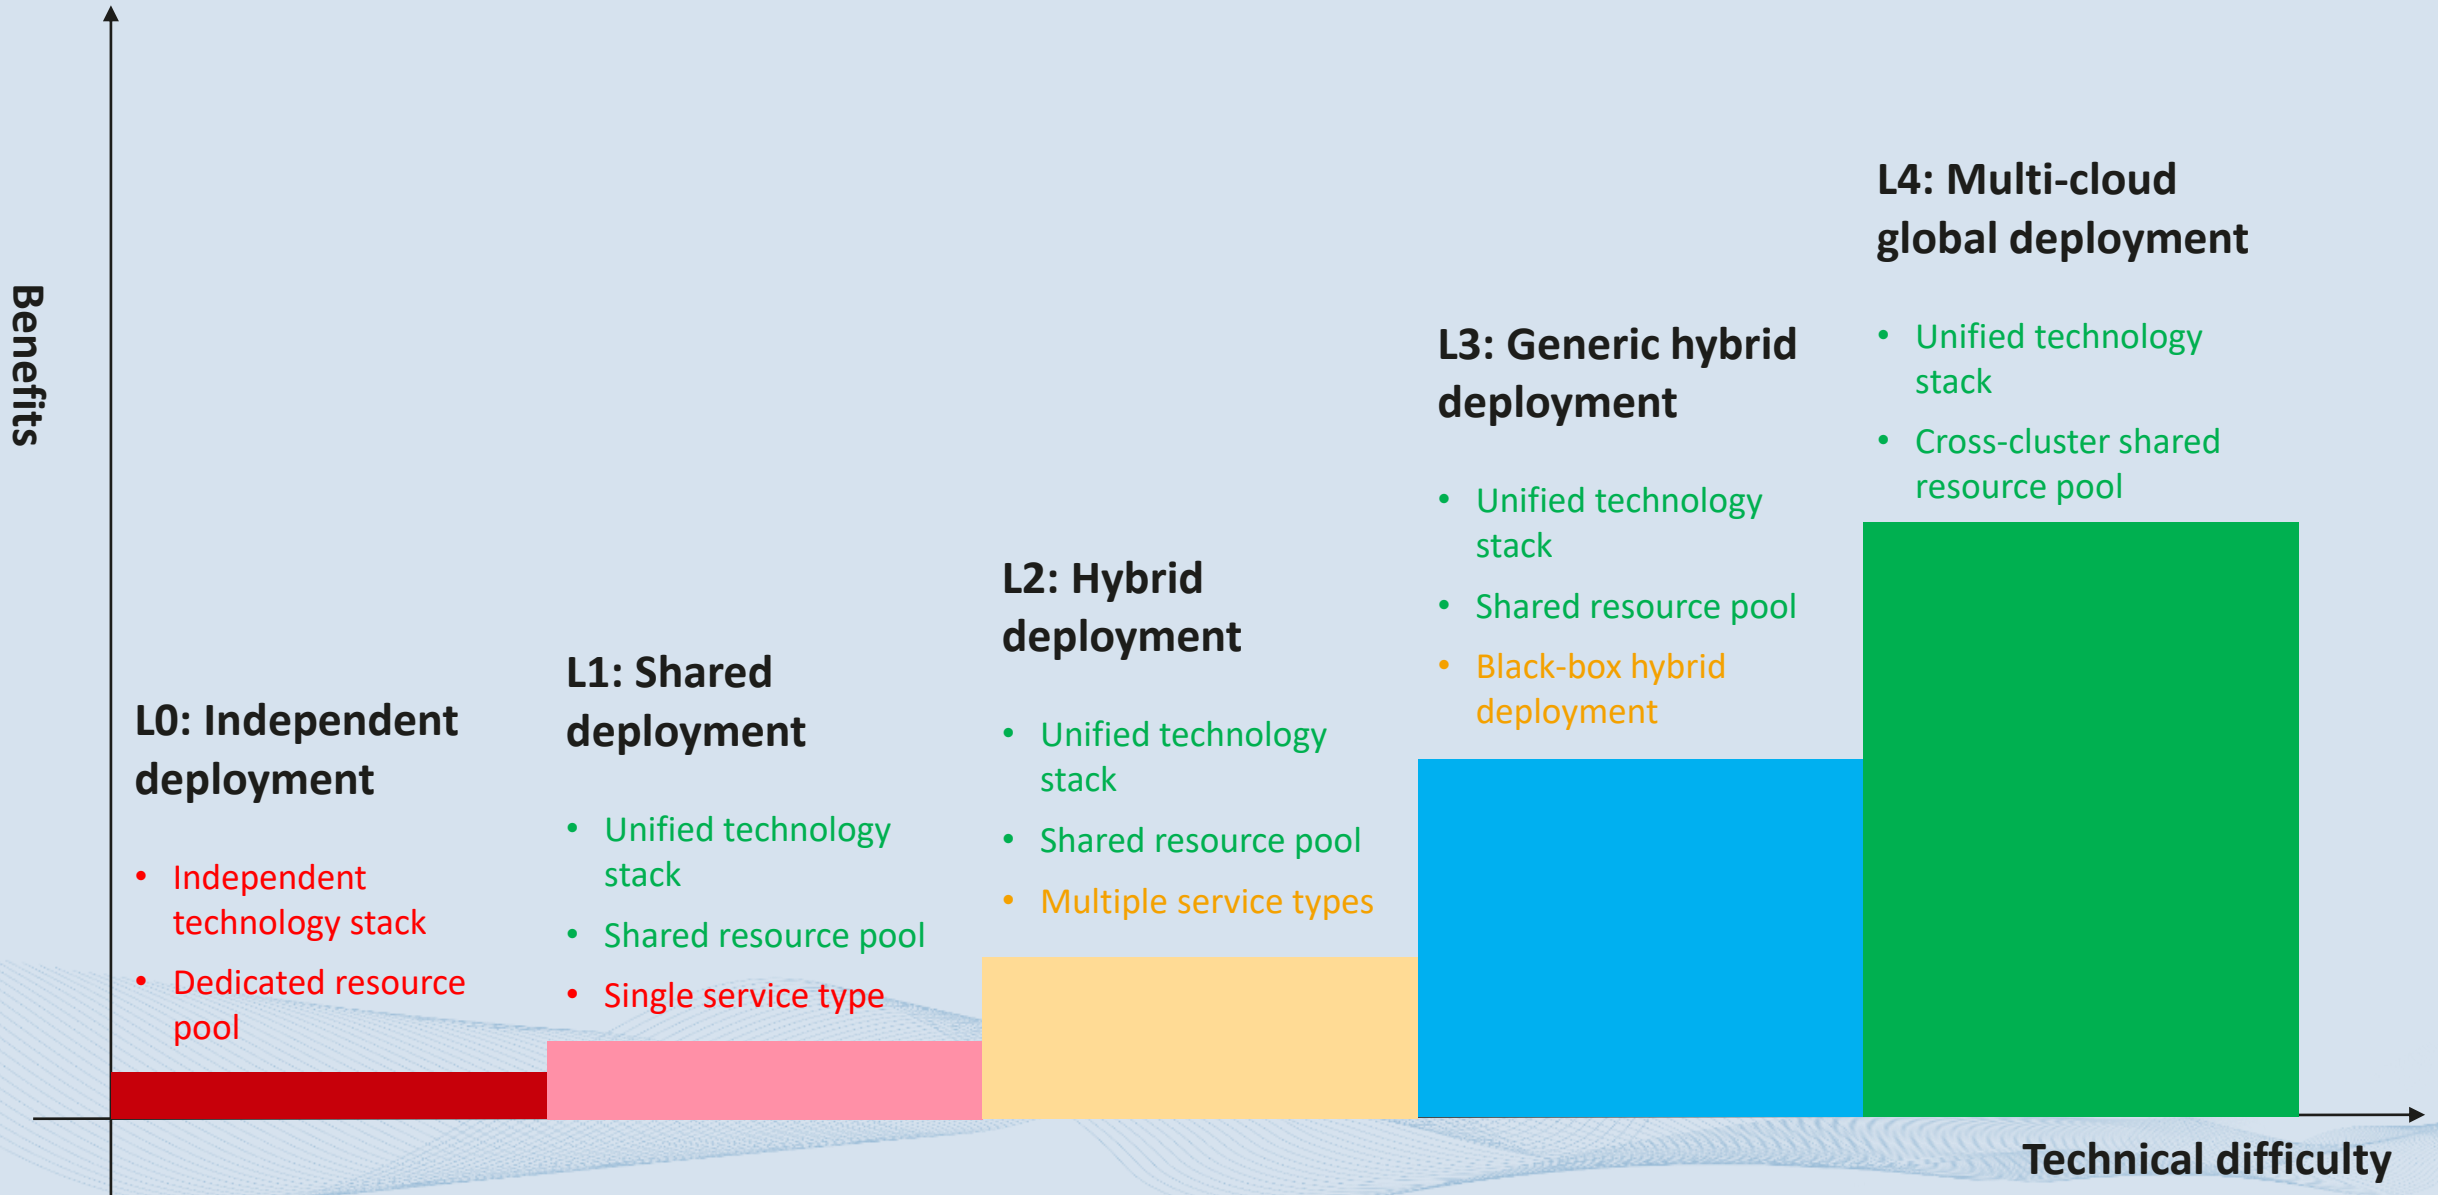 Benefits
L0: Independent
deployment
• Independent
technology stack
• Dedicated resource
pool
L1: Shared
deployment
• Unified technology
stack
• Shared resource pool
• Single service type
L2: Hybrid
deployment
• Unified technology
stack
• Shared resource pool
• Multiple service types
L3: Generic hybrid
deployment
• Unified technology
stack
• Shared resource pool
• Black-box hybrid
deployment
L4: Multi-cloud
global deployment
• Unified technology
stack
• Cross-cluster shared
resource pool
Technical difficulty